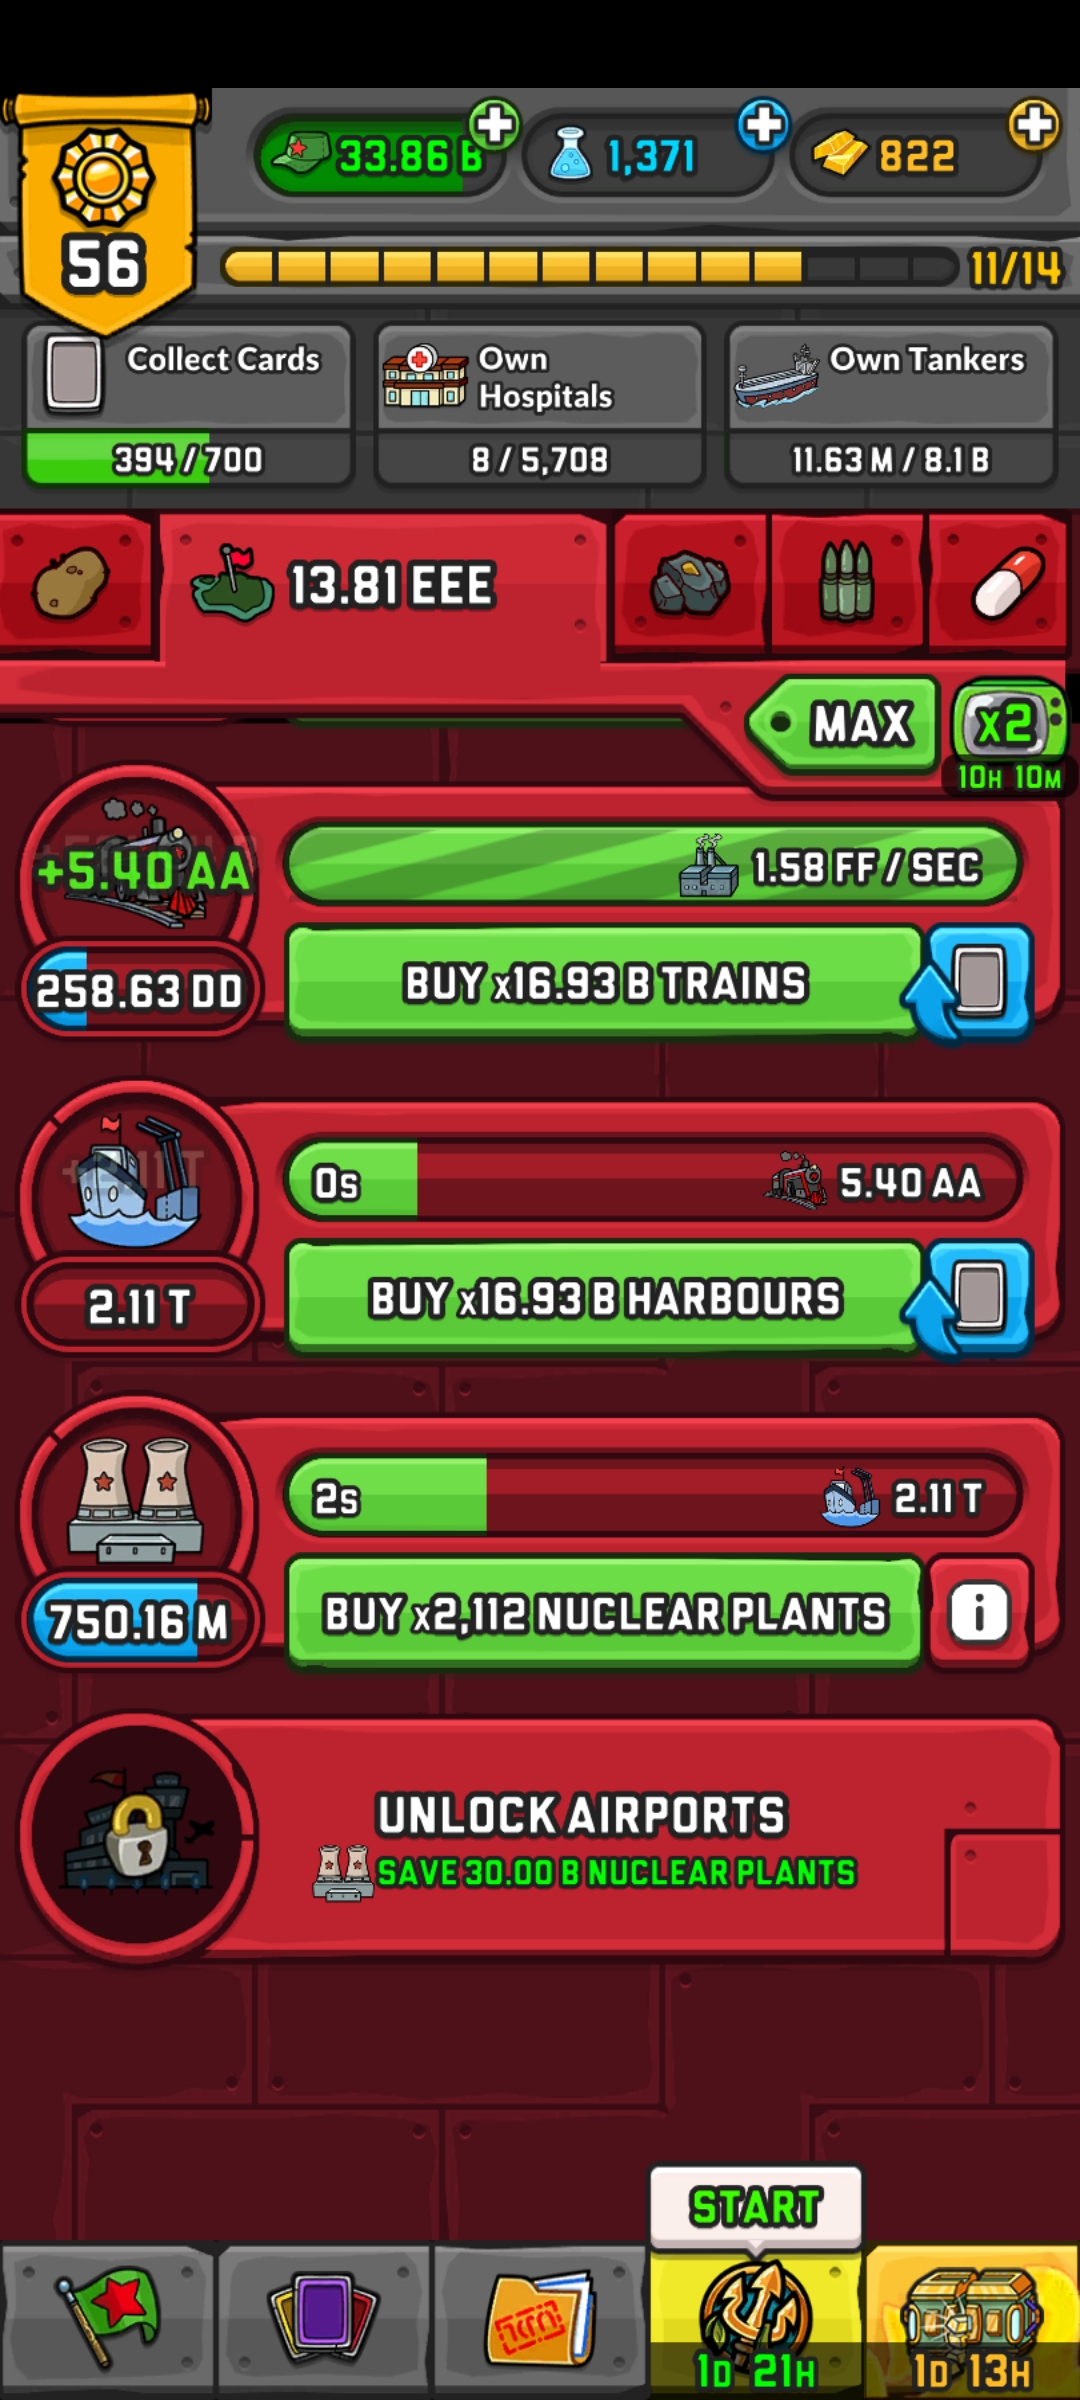 56
33.86 B
1,371
822
11/14
Collect Cards
394 / 700
Own
Hospitals
8 / 5,708
Own Tankers
11.63 M / 8.1 B
13.81 EEE
MAX
x2
10H 10M
+5.40 AA
1.58 FF / SEC
258.63 DD
BUY x16.93 B TRAINS
0s
5.40 AA
2.11 T
BUY x16.93 B HARBOURS
2s
2.11 T
750.16 M
BUY x2,112 NUCLEAR PLANTS
i
UNLOCK AIRPORTS
SAVE 30.00 B NUCLEAR PLANTS
START
1D 21H
1D 13H